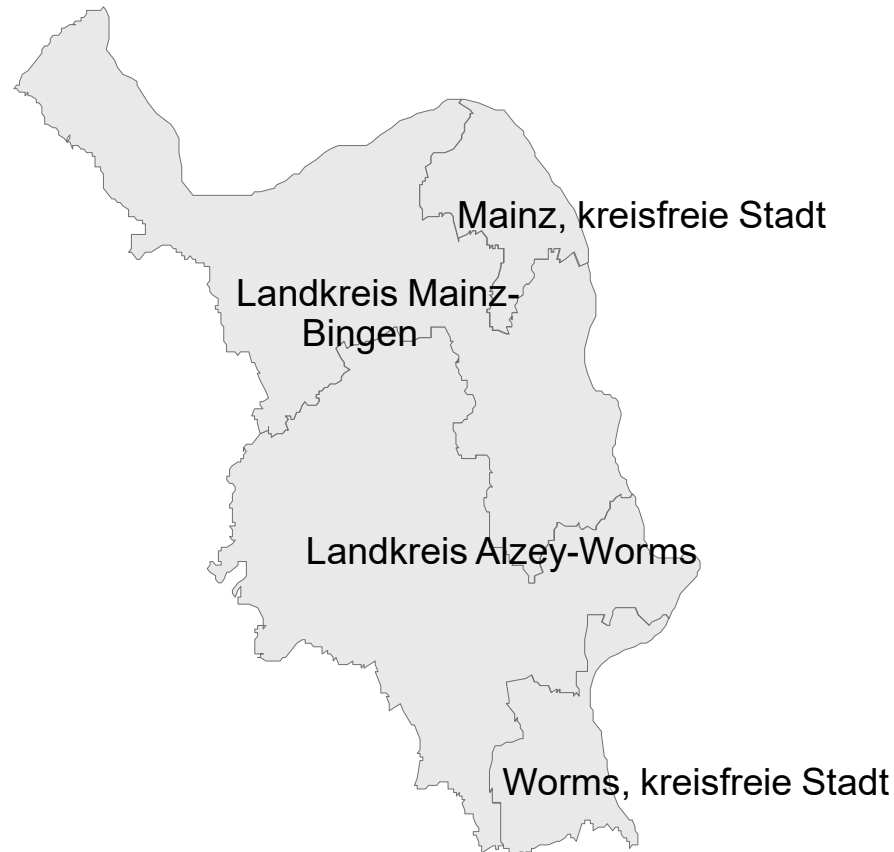 Mainz, kreisfreie Stadt
Landkreis Mainz-
Bingen
Landkreis Alzey-Worms
Worms, kreisfreie Stadt